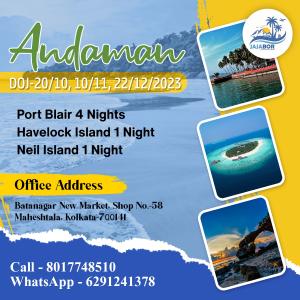 JAJABOR
Andaman
DOJ-20/10, 10/11, 22/12/2023
Port Blair 4 Nights
Havelock Island 1 Night
Neil Island 1 Night
Office Address
Batanagar New Market, Shop No.-58
Maheshtala, Kolkata-700141
Call - 8017748510
WhatsApp - 6291241378